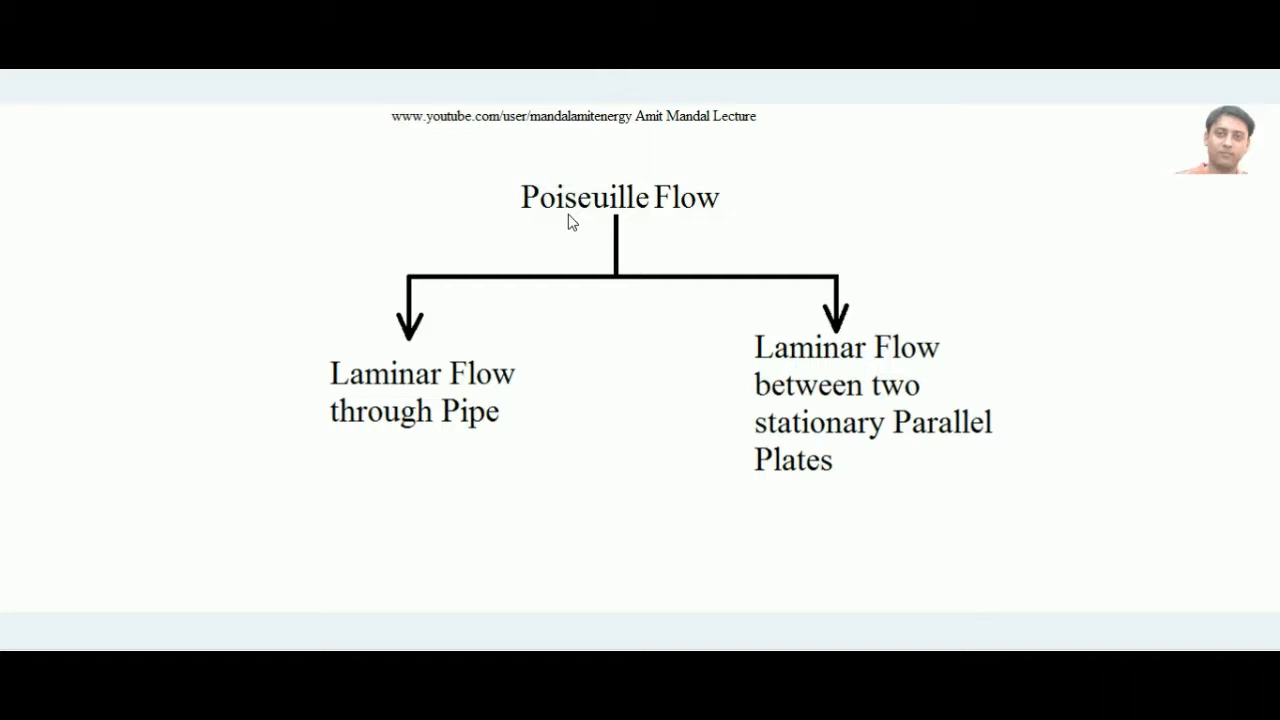 www.youtube.com/user/mandalamitenergy Amit Mandal Lecture
Poiseuille Flow
Laminar Flow
through Pipe
Laminar Flow
between two
stationary Parallel
Plates